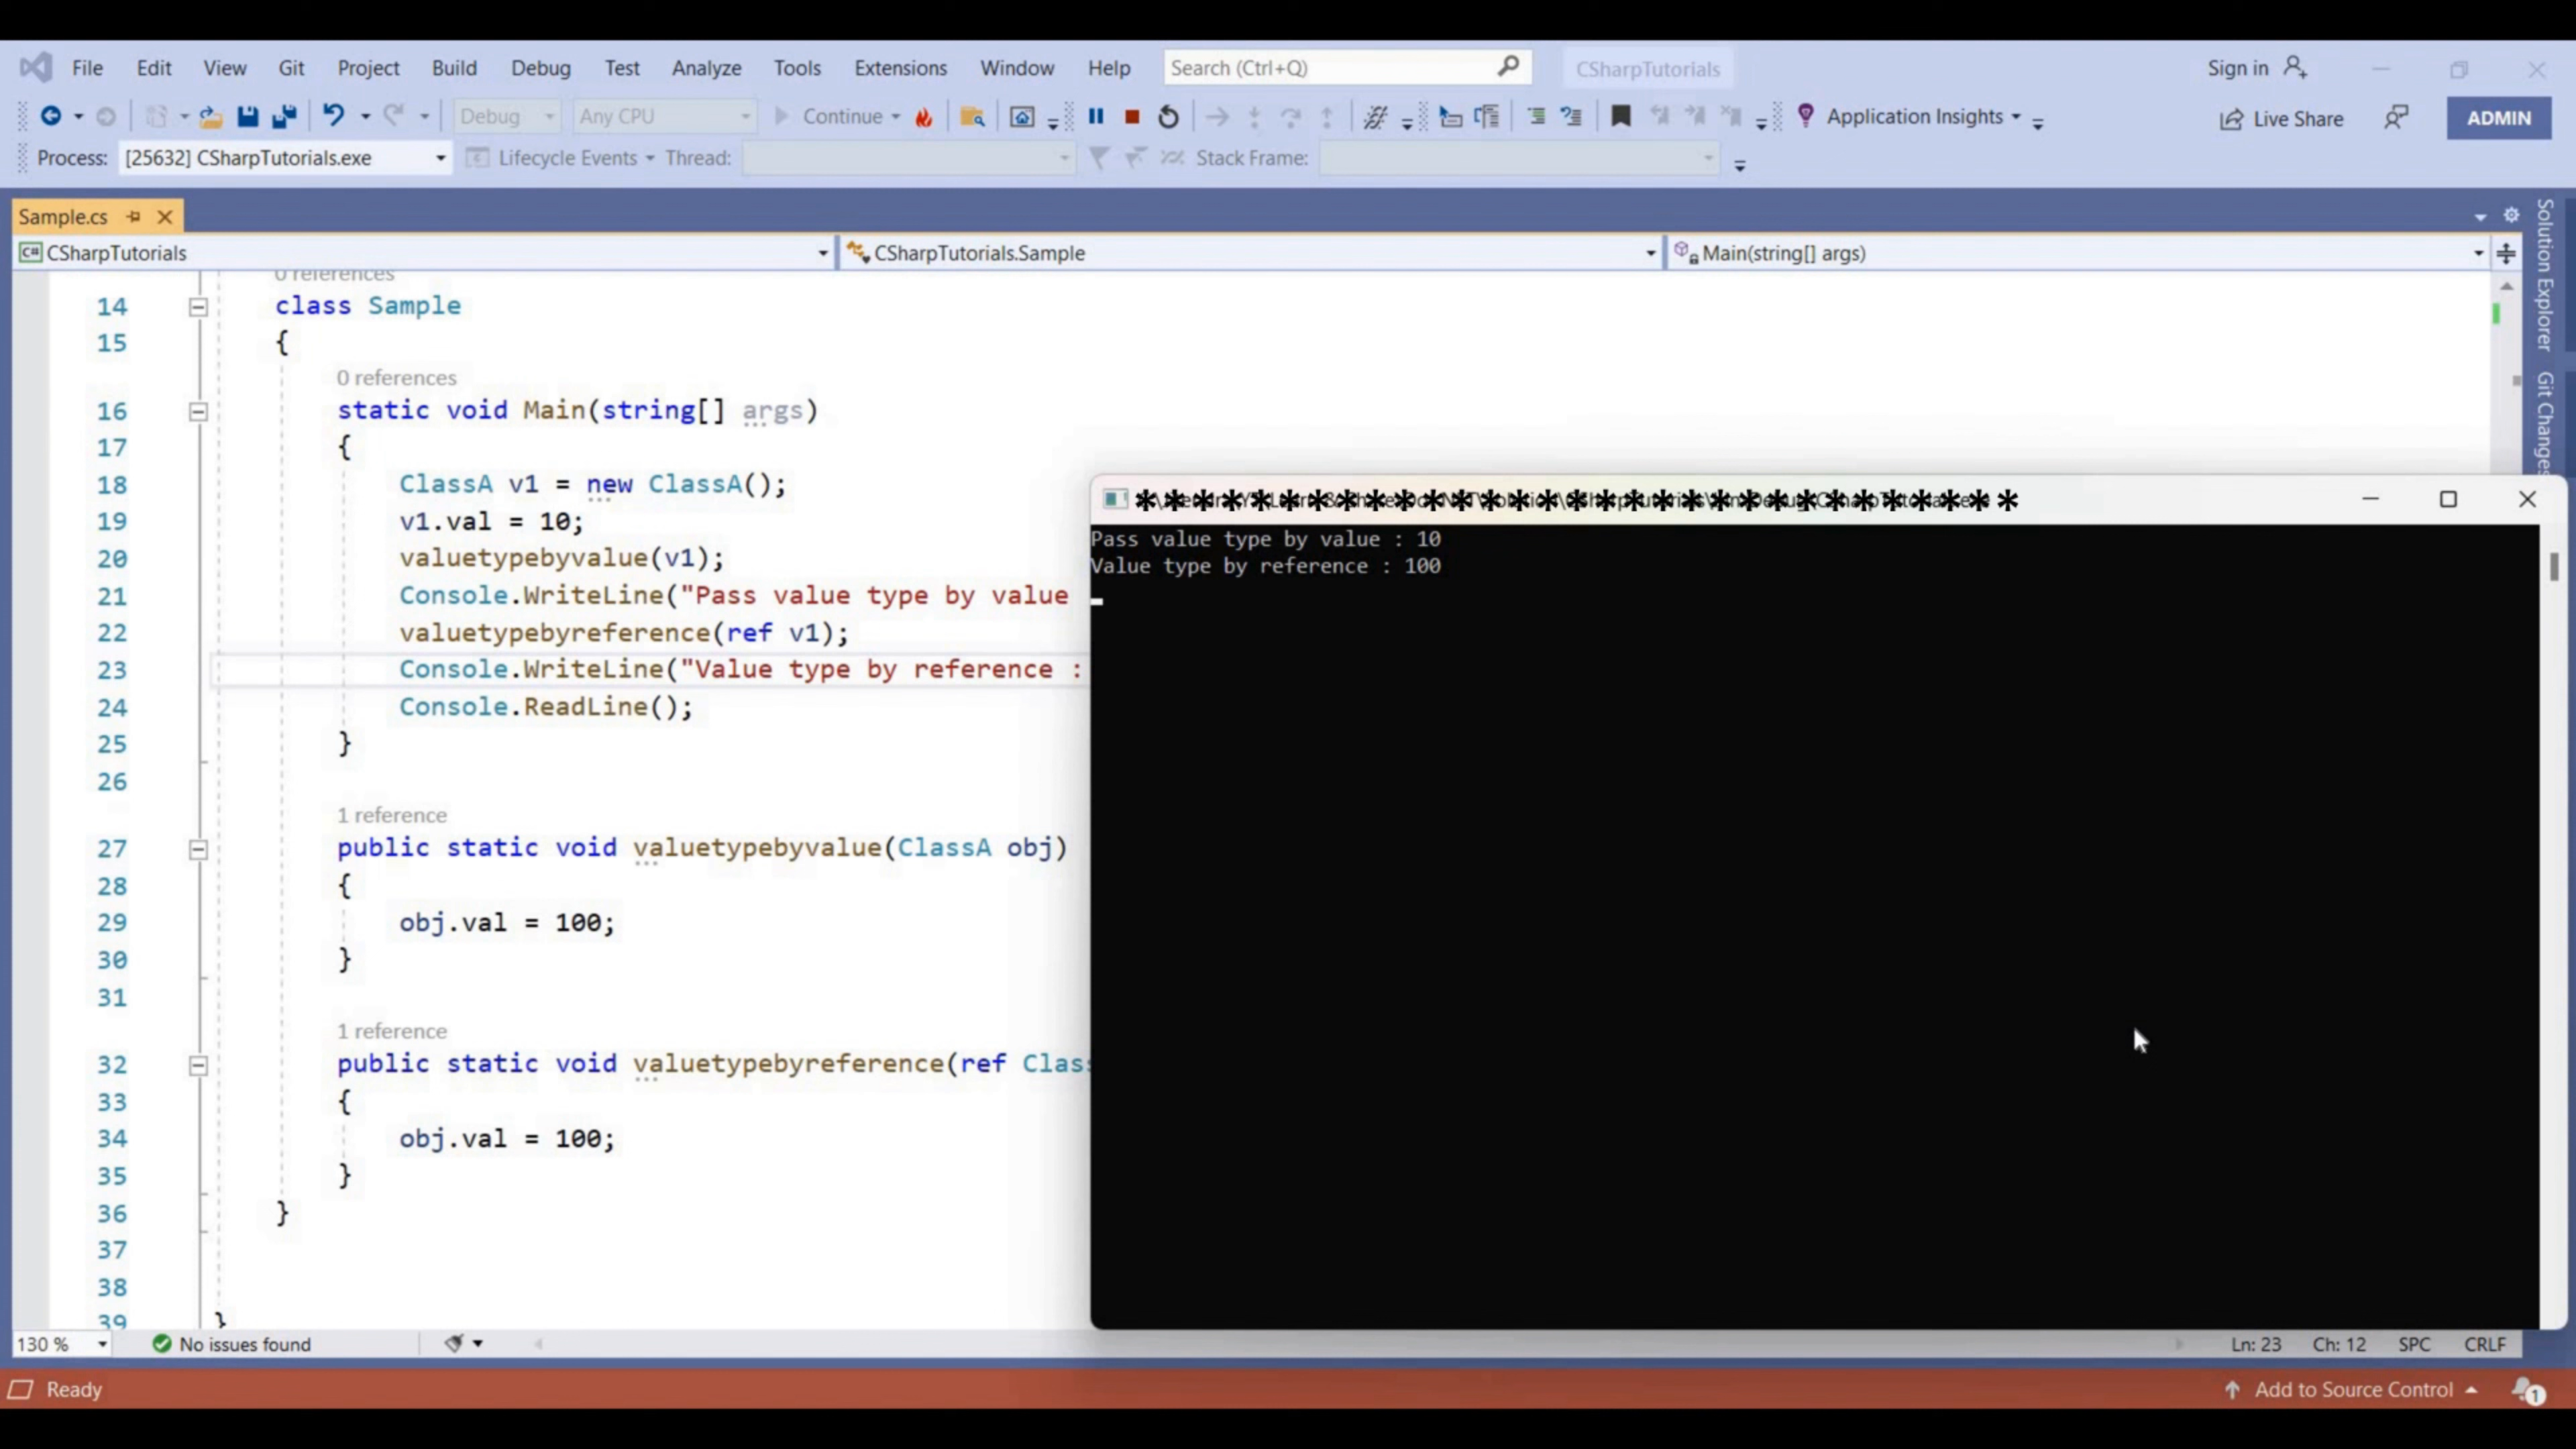 File Edit View Git Project Build Debug Test Analyze Tools Extensions Window Help Search (Ctrl+Q) CSharpTutorials Sign in
Debug Any CPU Continue Application Insights Live Share ADMIN
Process: [25632] CSharpTutorials.exe Lifecycle Events Thread: Stack Frame:
Sample.cs
C# CSharpTutorials CSharpTutorials.Sample Main(string[] args)
Solution Explorer
Git Changes
0 references
14 class Sample
15 {
0 references
16 static void Main(string[] args)
17 {
18 ClassA v1 = new ClassA();
19 v1.val = 10;
20 valuetypebyvalue(v1);
21 Console.WriteLine("Pass value type by value
22 valuetypebyreference(ref v1);
23 Console.WriteLine("Value type by reference :
24 Console.ReadLine();
25 }
26
1 reference
27 public static void valuetypebyvalue(ClassA obj)
28 {
29 obj.val = 100;
30 }
31
1 reference
32 public static void valuetypebyreference(ref Class
33 {
34 obj.val = 100;
35 }
36 }
37
38
39 }
Pass value type by value : 10
Value type by reference : 100
130 % No issues found Ln: 23 Ch: 12 SPC CRLF
Ready Add to Source Control 1